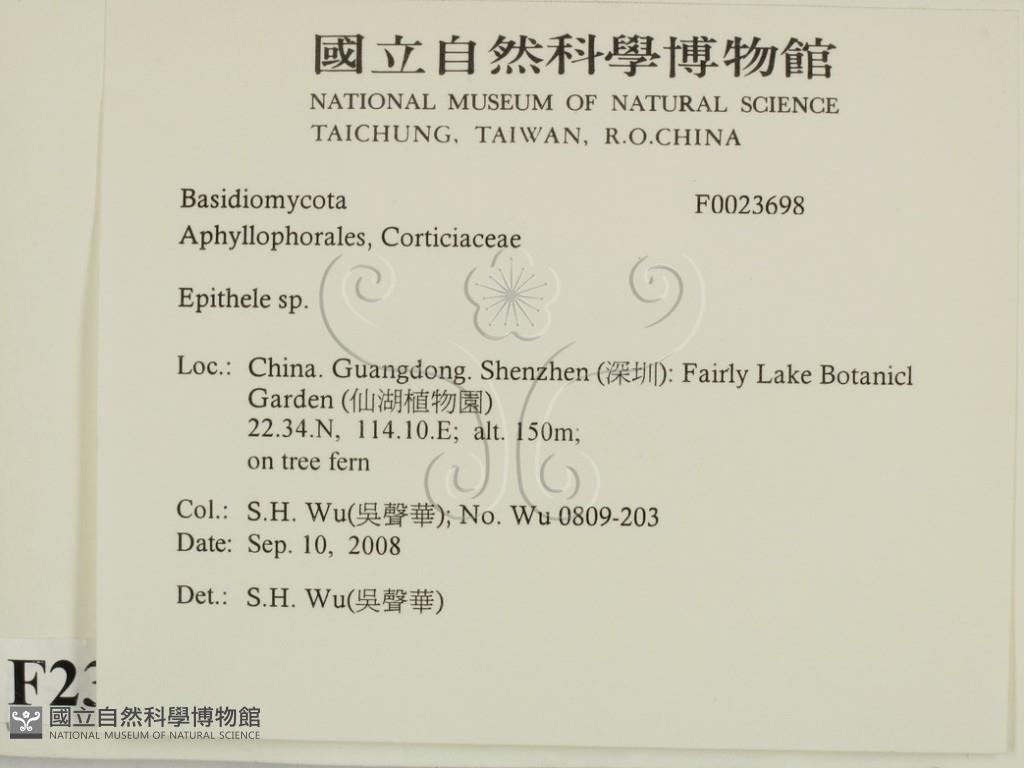 國立自然科學博物館
NATIONAL MUSEUM OF NATURAL SCIENCE
TAICHUNG, TAIWAN, R.O.CHINA
Basidiomycota F0023698
Aphyllophorales, Corticiaceae
Epithele sp.
Loc.: China. Guangdong. Shenzhen (深圳): Fairly Lake Botanicl
Garden (仙湖植物園)
22.34.N, 114.10.E; alt. 150m;
on tree fern
Col.: S.H. Wu(吳聲華); No. Wu 0809-203
Date: Sep. 10, 2008
Det.: S.H. Wu(吳聲華)
F23
國立自然科學博物館
NATIONAL MUSEUM OF NATURAL SCIENCE